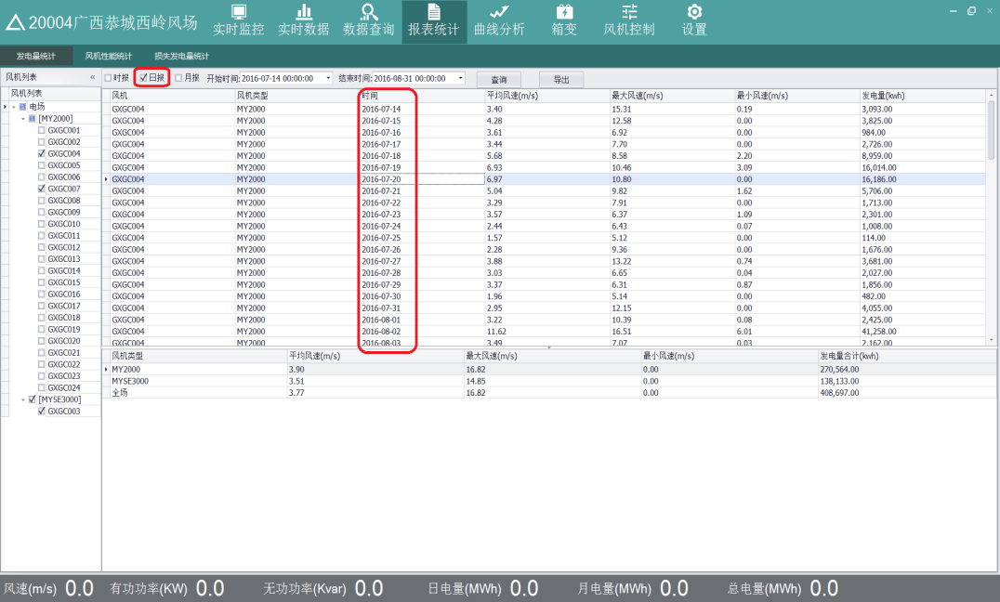 20004广西恭城西岭风场
实时监控 实时数据 数据查询 报表统计 曲线分析 箱变 风机控制 设置
发电量统计 风机性能统计 损失发电量统计
风机列表 « 时报 日报 月报 开始时间:2016-07-14 00:00:00 结束时间:2016-08-31 00:00:00 查询 导出
风机列表
电场
[MY2000]
GXGC001
GXGC002
GXGC004
GXGC005
GXGC006
GXGC007
GXGC008
GXGC009
GXGC010
GXGC011
GXGC012
GXGC013
GXGC014
GXGC015
GXGC016
GXGC017
GXGC018
GXGC019
GXGC020
GXGC021
GXGC022
GXGC023
GXGC024
[MYSE3000]
GXGC003
风机 风机类型 时间 平均风速(m/s) 最大风速(m/s) 最小风速(m/s) 发电量(kwh)
GXGC004 MY2000 2016-07-14 3.40 15.31 0.19 3,093.00
GXGC004 MY2000 2016-07-15 4.28 12.58 0.00 3,825.00
GXGC004 MY2000 2016-07-16 3.61 6.92 0.00 984.00
GXGC004 MY2000 2016-07-17 3.44 7.70 0.00 2,726.00
GXGC004 MY2000 2016-07-18 5.68 8.58 2.20 8,959.00
GXGC004 MY2000 2016-07-19 6.93 10.46 3.09 16,014.00
GXGC004 MY2000 2016-07-20 6.97 10.80 0.00 16,186.00
GXGC004 MY2000 2016-07-21 5.04 9.82 1.62 5,706.00
GXGC004 MY2000 2016-07-22 3.29 7.91 0.00 1,713.00
GXGC004 MY2000 2016-07-23 3.57 6.37 1.09 2,301.00
GXGC004 MY2000 2016-07-24 2.44 6.43 0.07 1,008.00
GXGC004 MY2000 2016-07-25 1.57 5.12 0.00 114.00
GXGC004 MY2000 2016-07-26 2.28 9.36 0.00 1,676.00
GXGC004 MY2000 2016-07-27 3.88 13.22 0.74 3,681.00
GXGC004 MY2000 2016-07-28 3.03 6.65 0.04 2,027.00
GXGC004 MY2000 2016-07-29 3.37 6.31 0.87 1,856.00
GXGC004 MY2000 2016-07-30 1.96 5.14 0.00 482.00
GXGC004 MY2000 2016-07-31 2.95 12.15 0.00 4,055.00
GXGC004 MY2000 2016-08-01 3.22 10.39 0.08 2,425.00
GXGC004 MY2000 2016-08-02 11.62 16.51 6.01 41,258.00
GXGC004 MY2000 2016-08-03 3.49 7.07 0.03 2,162.00
风机类型 平均风速(m/s) 最大风速(m/s) 最小风速(m/s) 发电量合计(kwh)
MY2000 3.90 16.82 0.00 270,564.00
MYSE3000 3.51 14.85 0.00 138,133.00
全场 3.77 16.82 0.00 408,697.00
风速(m/s) 0.0 有功功率(KW) 0.0 无功功率(Kvar) 0.0 日电量(MWh) 0.0 月电量(MWh) 0.0 总电量(MWh) 0.0